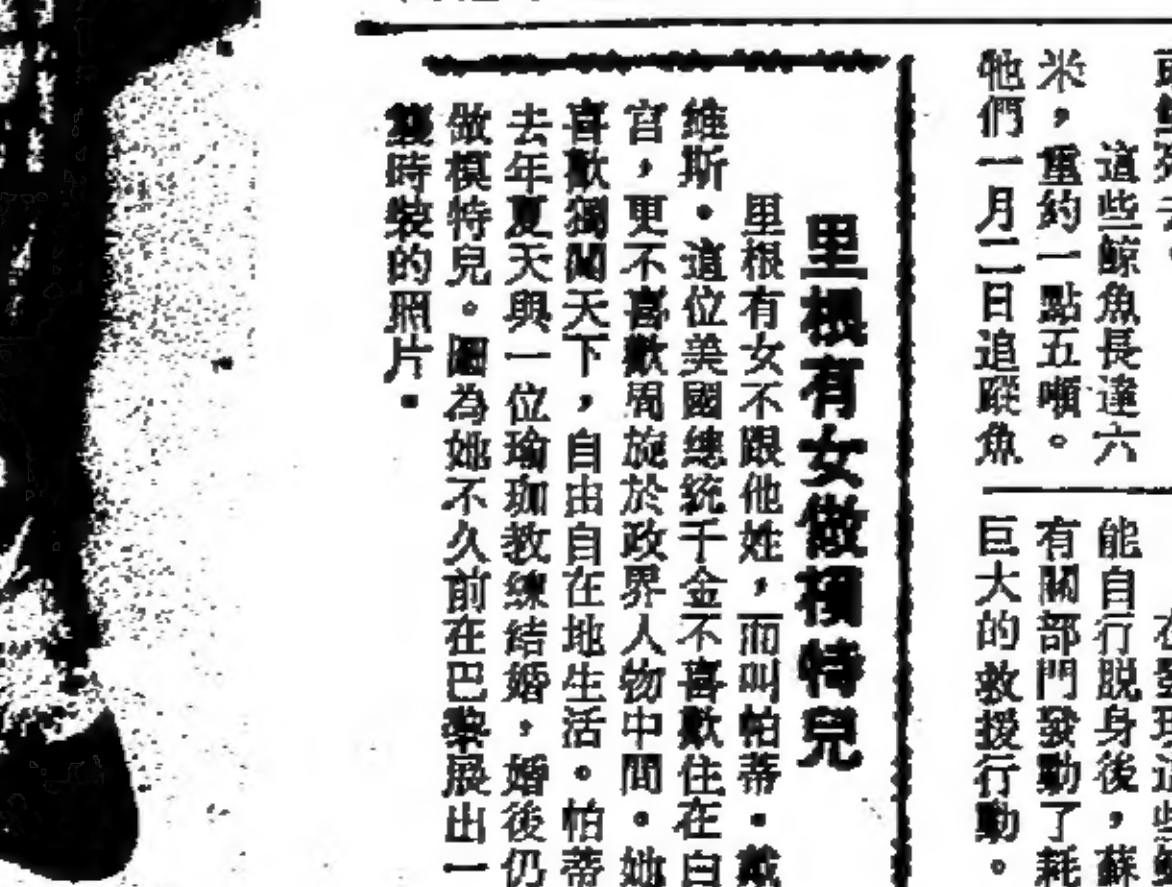 這些鯨魚長達六
米，重約一點五噸。
牠們一月二日追蹤魚
能自行脫身後，蘇
有關部門發動了耗
巨大的救援行動。
里根有女做模特兒
里根有女不跟他姓，而叫帕蒂·戴
維斯。這位美國總統千金不喜歡住在白
宮，更不喜歡周旋於政界人物中間。她
喜歡獨闖天下，自由自在地生活。帕蒂
去年夏天與一位瑜珈教練結婚，婚後仍
做模特兒。圖為她不久前在巴黎展出一
襲時裝的照片。